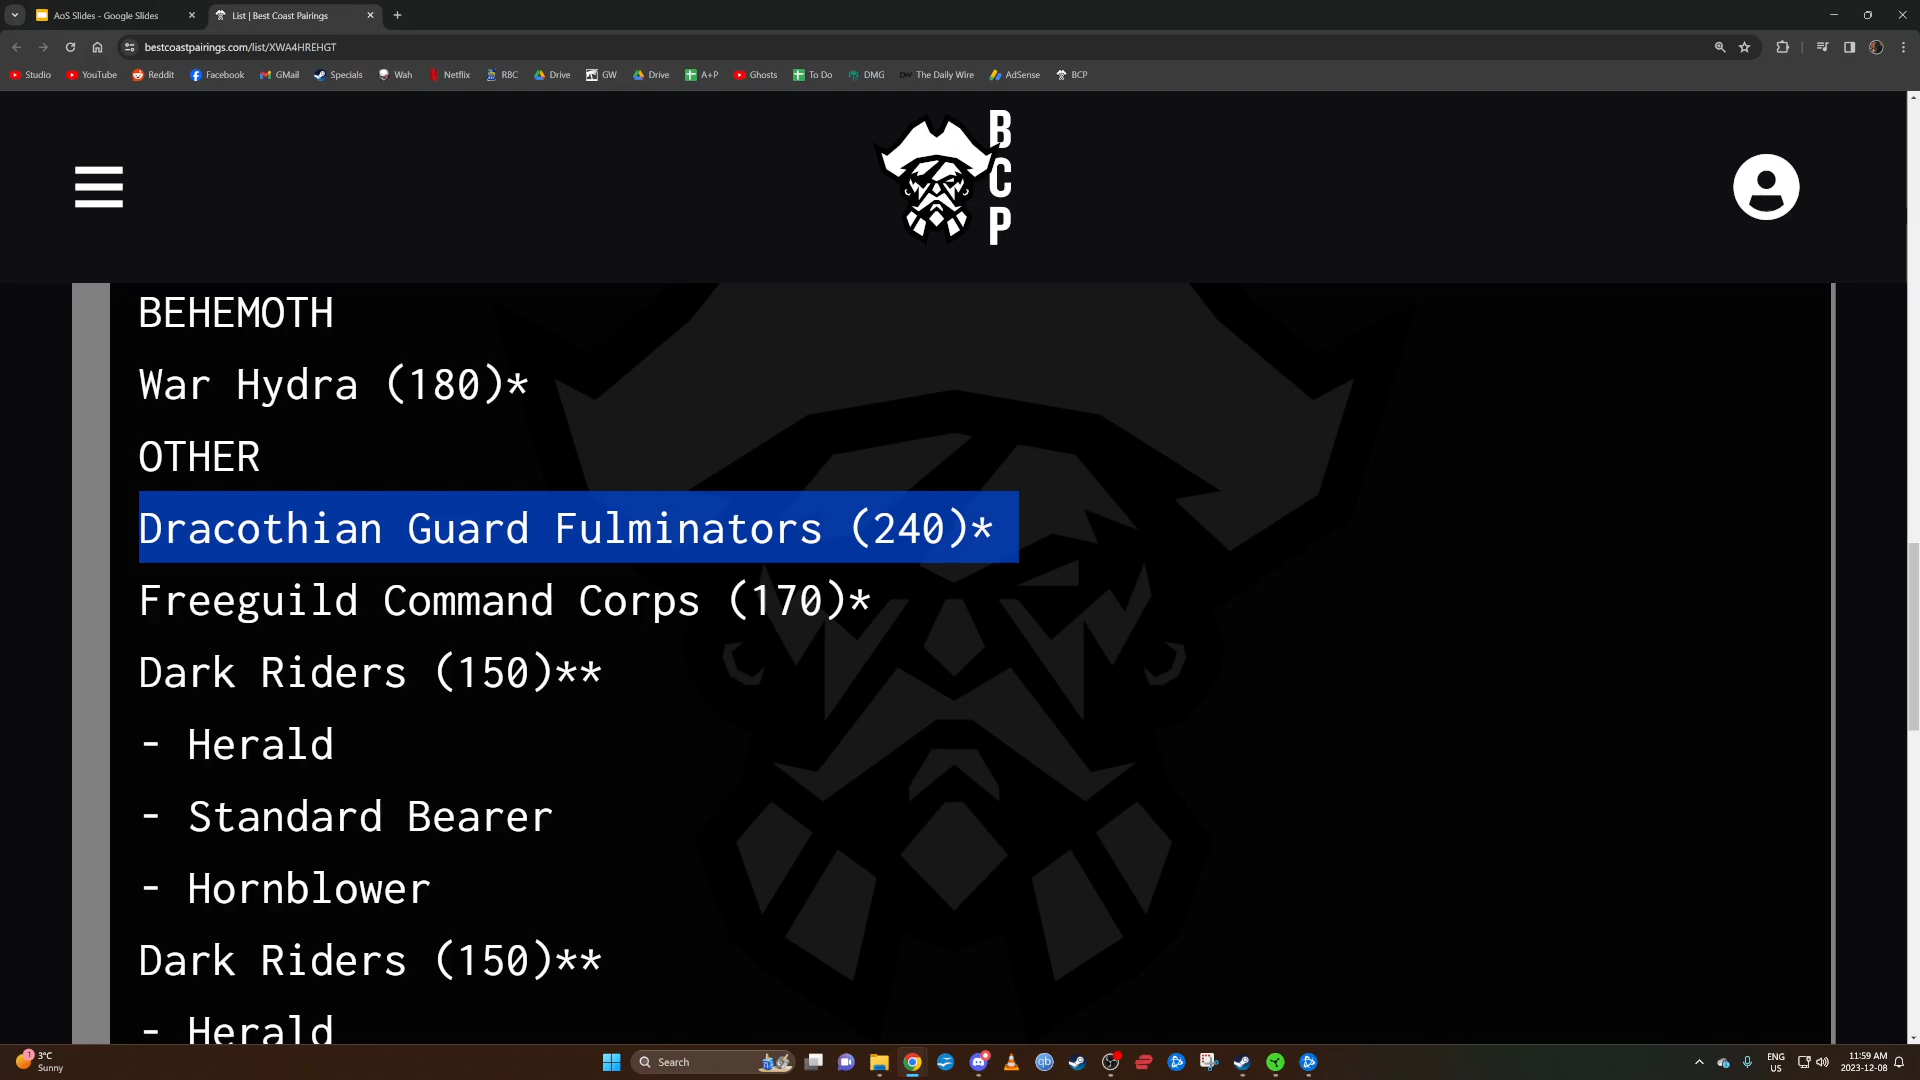 AoS Slides - Google Slides
List | Best Coast Pairings
bestcoastpairings.com/list/XWA4HREHGT
Studio
YouTube
Reddit
Facebook
GMail
Specials
Wah
Netflix
RBC
Drive
GW
Drive
A+P
Ghosts
To Do
DMG
The Daily Wire
AdSense
BCP
B
C
P
BEHEMOTH
War Hydra (180)*
OTHER
Dracothian Guard Fulminators (240)*
Freeguild Command Corps (170)*
Dark Riders (150)**
- Herald
- Standard Bearer
- Hornblower
Dark Riders (150)**
- Herald
1
3°C
Sunny
Search
ENG
US
11:59 AM
2023-12-08